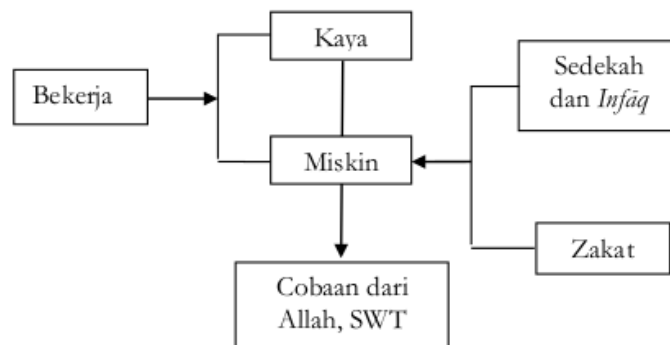 Kaya
Bekerja
Sedekah
dan Infāq
Miskin
Zakat
Cobaan dari
Allah, SWT